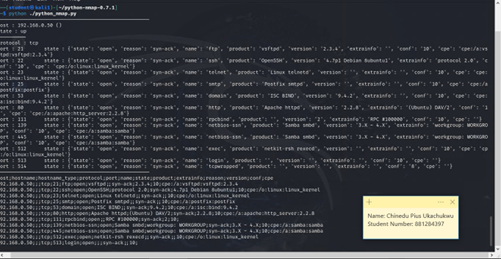 (student㉿kali)-[~/python-nmap-0.7.1]
python ./python_nmap.py
----------------------------------------------------
ost : 192.168.0.50 ()
tate : up
----------
rotocol : tcp
ort : 21 state : {'state': 'open', 'reason': 'syn-ack', 'name': 'ftp', 'product': 'vsftpd', 'version': '2.3.4', 'extrainfo': '', 'conf': '10', 'cpe': 'cpe:/a:vs
tpd:vsftpd:2.3.4'}
ort : 22 state : {'state': 'open', 'reason': 'syn-ack', 'name': 'ssh', 'product': 'OpenSSH', 'version': '4.7p1 Debian 8ubuntu1', 'extrainfo': 'protocol 2.0', 'c
nf': '10', 'cpe': 'cpe:/o:linux:linux_kernel'}
ort : 23 state : {'state': 'open', 'reason': 'syn-ack', 'name': 'telnet', 'product': 'Linux telnetd', 'version': '', 'extrainfo': '', 'conf': '10', 'cpe': 'cpe:
o:linux:linux_kernel'}
ort : 25 state : {'state': 'open', 'reason': 'syn-ack', 'name': 'smtp', 'product': 'Postfix smtpd', 'version': '', 'extrainfo': '', 'conf': '10', 'cpe': 'cpe:/a
postfix:postfix'}
ort : 53 state : {'state': 'open', 'reason': 'syn-ack', 'name': 'domain', 'product': 'ISC BIND', 'version': '9.4.2', 'extrainfo': '', 'conf': '10', 'cpe': 'cpe:
a:isc:bind:9.4.2'}
ort : 80 state : {'state': 'open', 'reason': 'syn-ack', 'name': 'http', 'product': 'Apache httpd', 'version': '2.2.8', 'extrainfo': '(Ubuntu) DAV/2', 'conf': '1
', 'cpe': 'cpe:/a:apache:http_server:2.2.8'}
ort : 111 state : {'state': 'open', 'reason': 'syn-ack', 'name': 'rpcbind', 'product': '', 'version': '2', 'extrainfo': 'RPC #100000', 'conf': '10', 'cpe': ''}
ort : 139 state : {'state': 'open', 'reason': 'syn-ack', 'name': 'netbios-ssn', 'product': 'Samba smbd', 'version': '3.X - 4.X', 'extrainfo': 'workgroup: WORKGRO
P', 'conf': '10', 'cpe': 'cpe:/a:samba:samba'}
ort : 445 state : {'state': 'open', 'reason': 'syn-ack', 'name': 'netbios-ssn', 'product': 'Samba smbd', 'version': '3.X - 4.X', 'extrainfo': 'workgroup: WORKGRO
P', 'conf': '10', 'cpe': 'cpe:/a:samba:samba'}
ort : 512 state : {'state': 'open', 'reason': 'syn-ack', 'name': 'exec', 'product': 'netkit-rsh rexecd', 'version': '', 'extrainfo': '', 'conf': '10', 'cpe': 'cp
:/o:linux:linux_kernel'}
ort : 513 state : {'state': 'open', 'reason': 'syn-ack', 'name': 'login', 'product': '', 'version': '', 'extrainfo': '', 'conf': '10', 'cpe': ''}
ort : 514 state : {'state': 'open', 'reason': 'syn-ack', 'name': 'tcpwrapped', 'product': '', 'version': '', 'extrainfo': '', 'conf': '8', 'cpe': ''}
ost;hostname;hostname_type;protocol;port;name;state;product;extrainfo;reason;version;conf;cpe
92.168.0.50;;;tcp;21;ftp;open;vsftpd;;syn-ack;2.3.4;10;cpe:/a:vsftpd:vsftpd:2.3.4
92.168.0.50;;;tcp;22;ssh;open;OpenSSH;protocol 2.0;syn-ack;4.7p1 Debian 8ubuntu1;10;cpe:/o:linux:linux_kernel
92.168.0.50;;;tcp;23;telnet;open;Linux telnetd;;syn-ack;;10;cpe:/o:linux:linux_kernel
92.168.0.50;;;tcp;25;smtp;open;Postfix smtpd;;syn-ack;;10;cpe:/a:postfix:postfix
92.168.0.50;;;tcp;53;domain;open;ISC BIND;;syn-ack;9.4.2;10;cpe:/a:isc:bind:9.4.2
92.168.0.50;;;tcp;80;http;open;Apache httpd;(Ubuntu) DAV/2;syn-ack;2.2.8;10;cpe:/a:apache:http_server:2.2.8
92.168.0.50;;;tcp;111;rpcbind;open;;RPC #100000;syn-ack;2;10;
92.168.0.50;;;tcp;139;netbios-ssn;open;Samba smbd;workgroup: WORKGROUP;syn-ack;3.X - 4.X;10;cpe:/a:samba:samba
92.168.0.50;;;tcp;445;netbios-ssn;open;Samba smbd;workgroup: WORKGROUP;syn-ack;3.X - 4.X;10;cpe:/a:samba:samba
92.168.0.50;;;tcp;512;exec;open;netkit-rsh rexecd;;syn-ack;;10;cpe:/o:linux:linux_kernel
92.168.0.50;;;tcp;513;login;open;;;syn-ack;;10;
Name: Chinedu Pius Ukachukwu
Student Number: 881284397